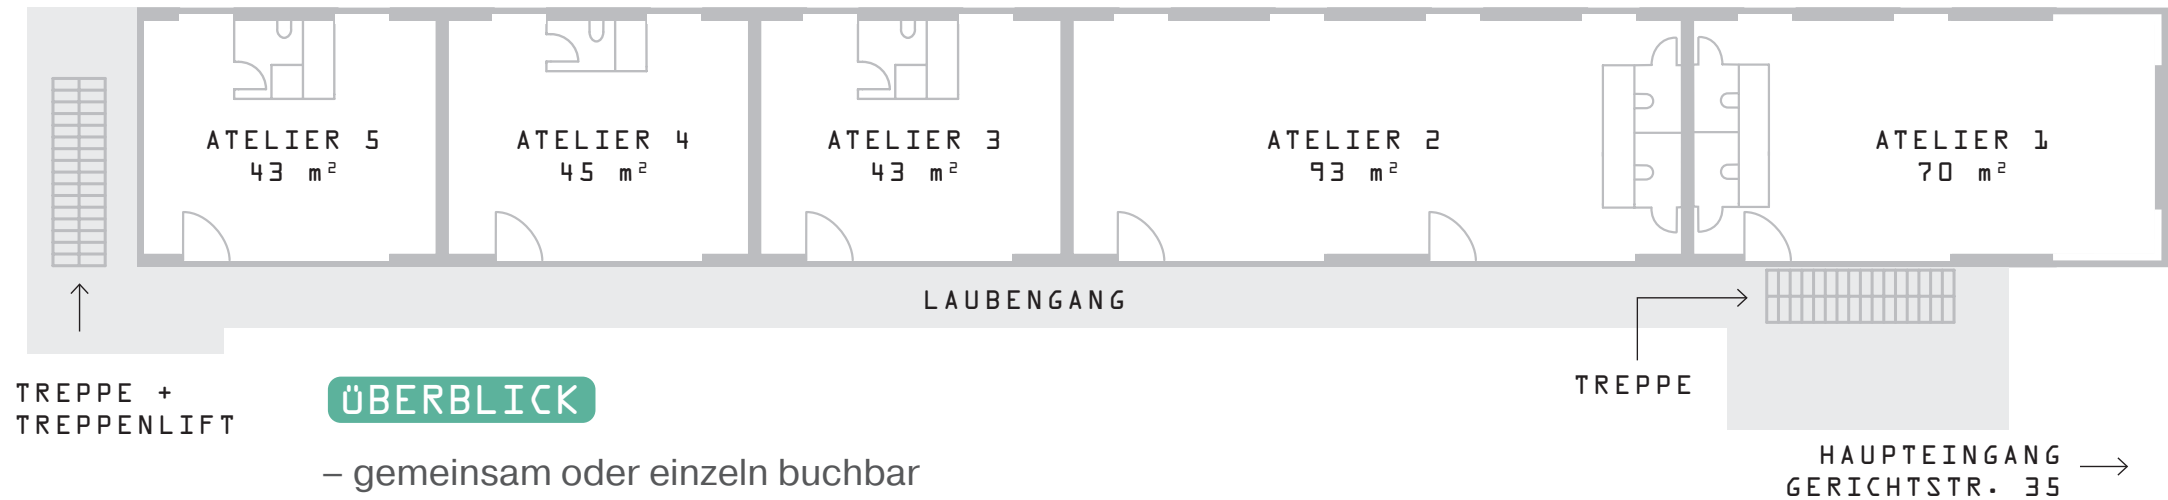 ATELIER 5
43 m²
ATELIER 4
45 m²
ATELIER 3
43 m²
ATELIER 2
93 m²
ATELIER 1
70 m²
LAUBENGANG
TREPPE +
TREPPENLIFT
TREPPE
ÜBERBLICK
– gemeinsam oder einzeln buchbar
HAUPTEINGANG
GERICHTSTR. 35